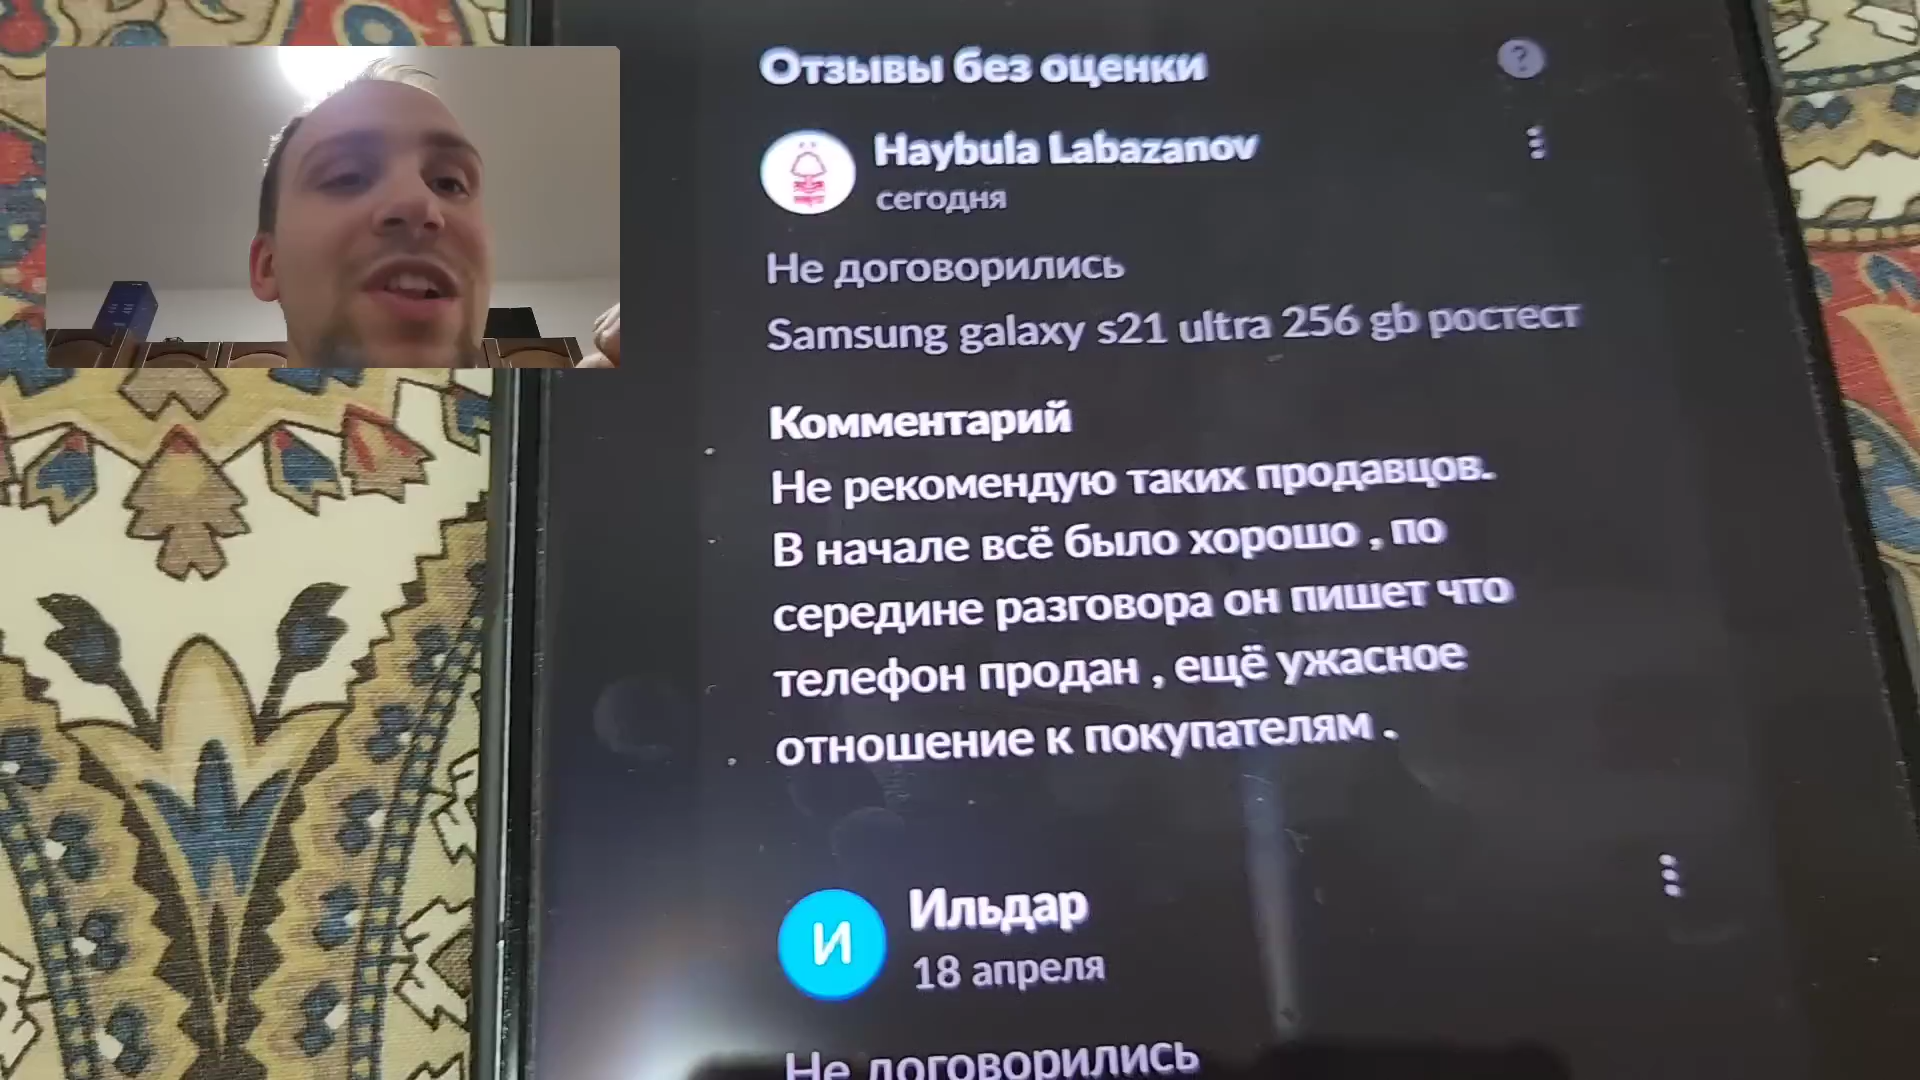 Отзывы без оценки
?
Haybula Labazanov
сегодня
Не договорились
Samsung galaxy s21 ultra 256 gb ростест
Комментарий
Не рекомендую таких продавцов.
В начале всё было хорошо , по
середине разговора он пишет что
телефон продан , ещё ужасное
отношение к покупателям .
И
Ильдар
18 апреля
Не договорились